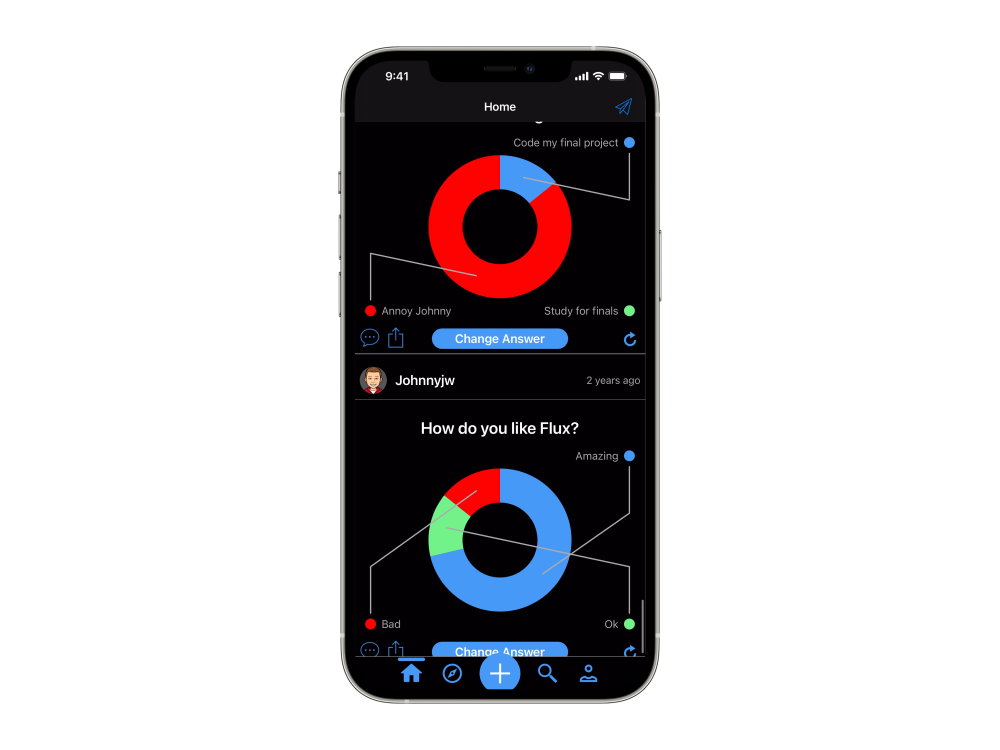 9:41
Home
Code my final project
Annoy Johnny
Study for finals
Change Answer
Johnnyjw
2 years ago
How do you like Flux?
Amazing
Bad
Ok
Change Answer